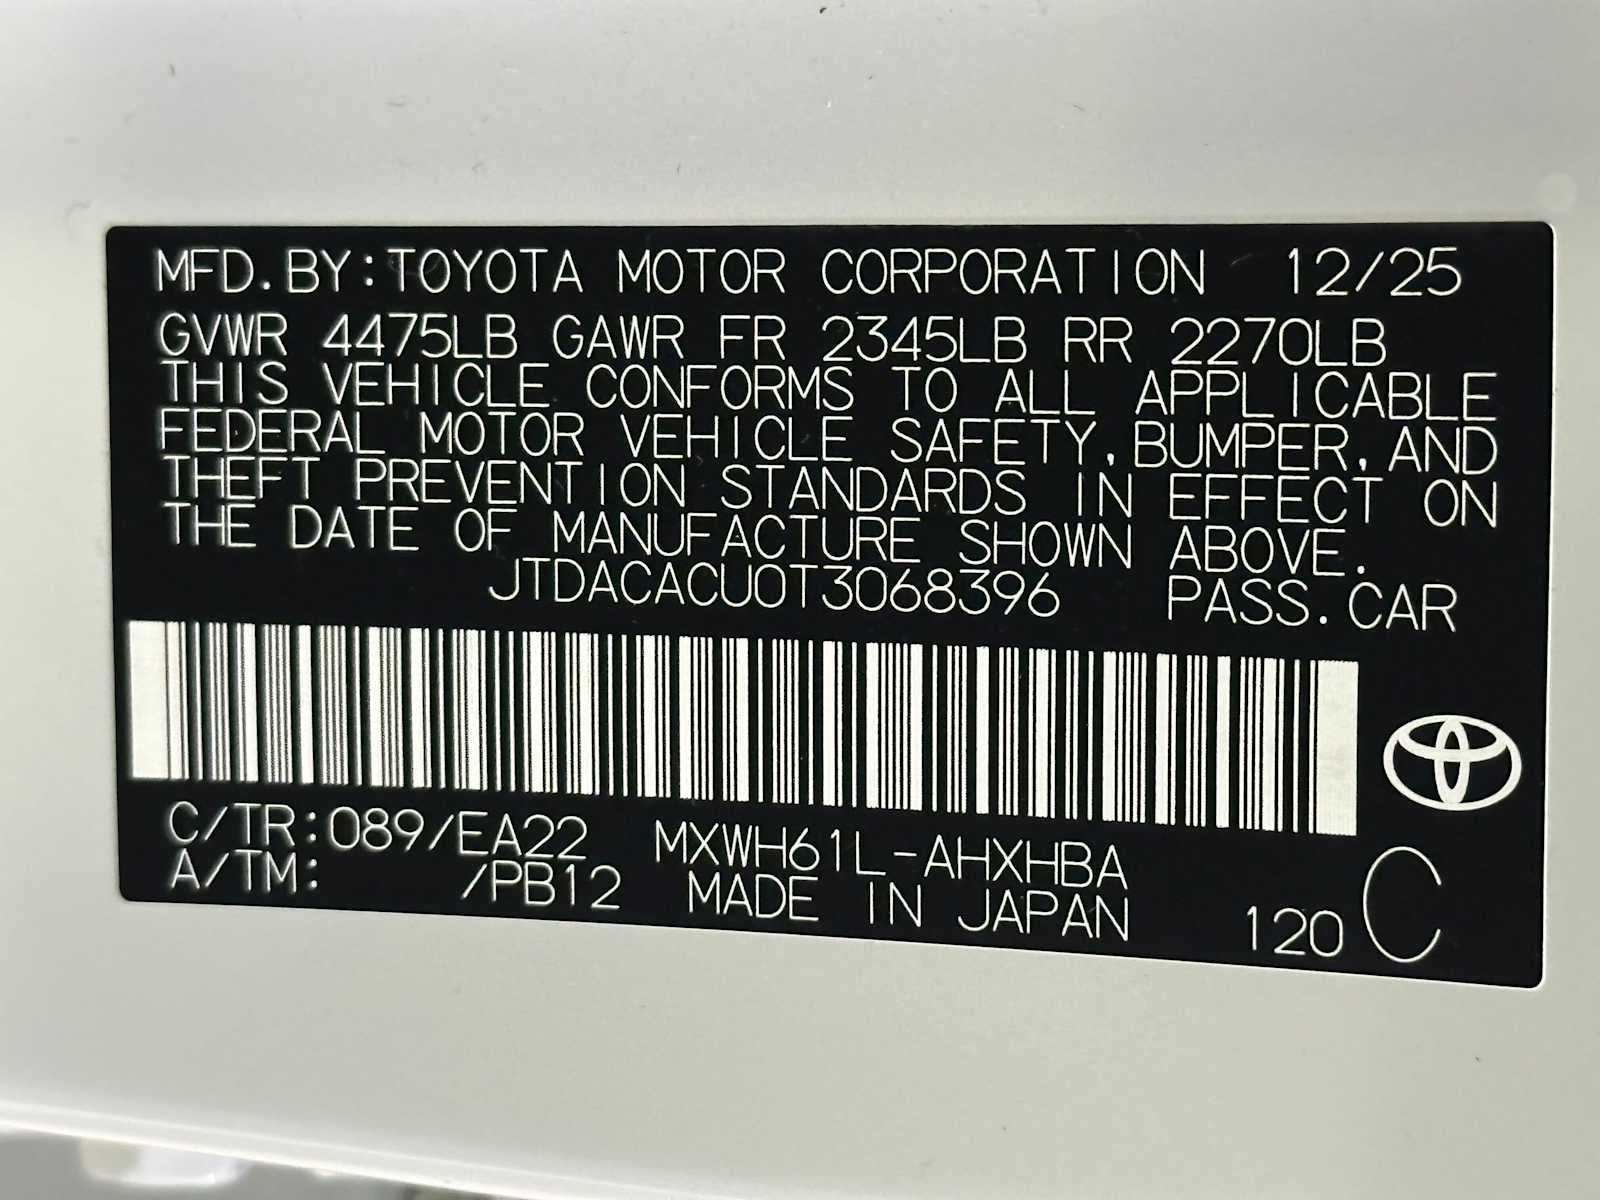 MFD.BY:TOYOTA MOTOR CORPORATION 12/25
GVWR 4475LB GAWR FR 2345LB RR 2270LB
THIS VEHICLE CONFORMS TO ALL APPLICABLE
FEDERAL MOTOR VEHICLE SAFETY,BUMPER,AND
THEFT PREVENTION STANDARDS IN EFFECT ON
THE DATE OF MANUFACTURE SHOWN ABOVE.
JTDACACU0T3068396 PASS.CAR
C/TR:089/EA22 MXWH61L-AHXHBA
A/TM: /PB12 MADE IN JAPAN 120 C